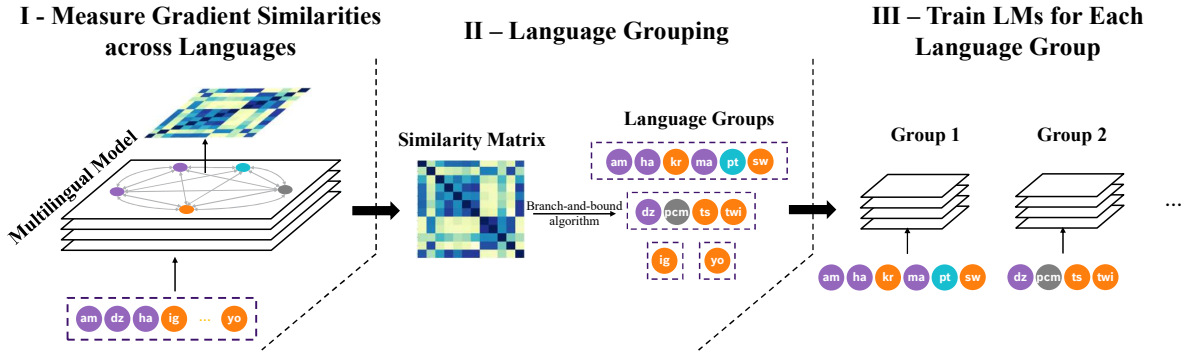 I - Measure Gradient Similarities
across Languages
II – Language Grouping
III – Train LMs for Each
Language Group
Multilingual Model
am dz ha ig ... yo
Similarity Matrix
Branch-and-bound
algorithm
Language Groups
am ha kr ma pt sw
dz pcm ts twi
ig yo
Group 1
Group 2
am ha kr ma pt sw
dz pcm ts twi
...